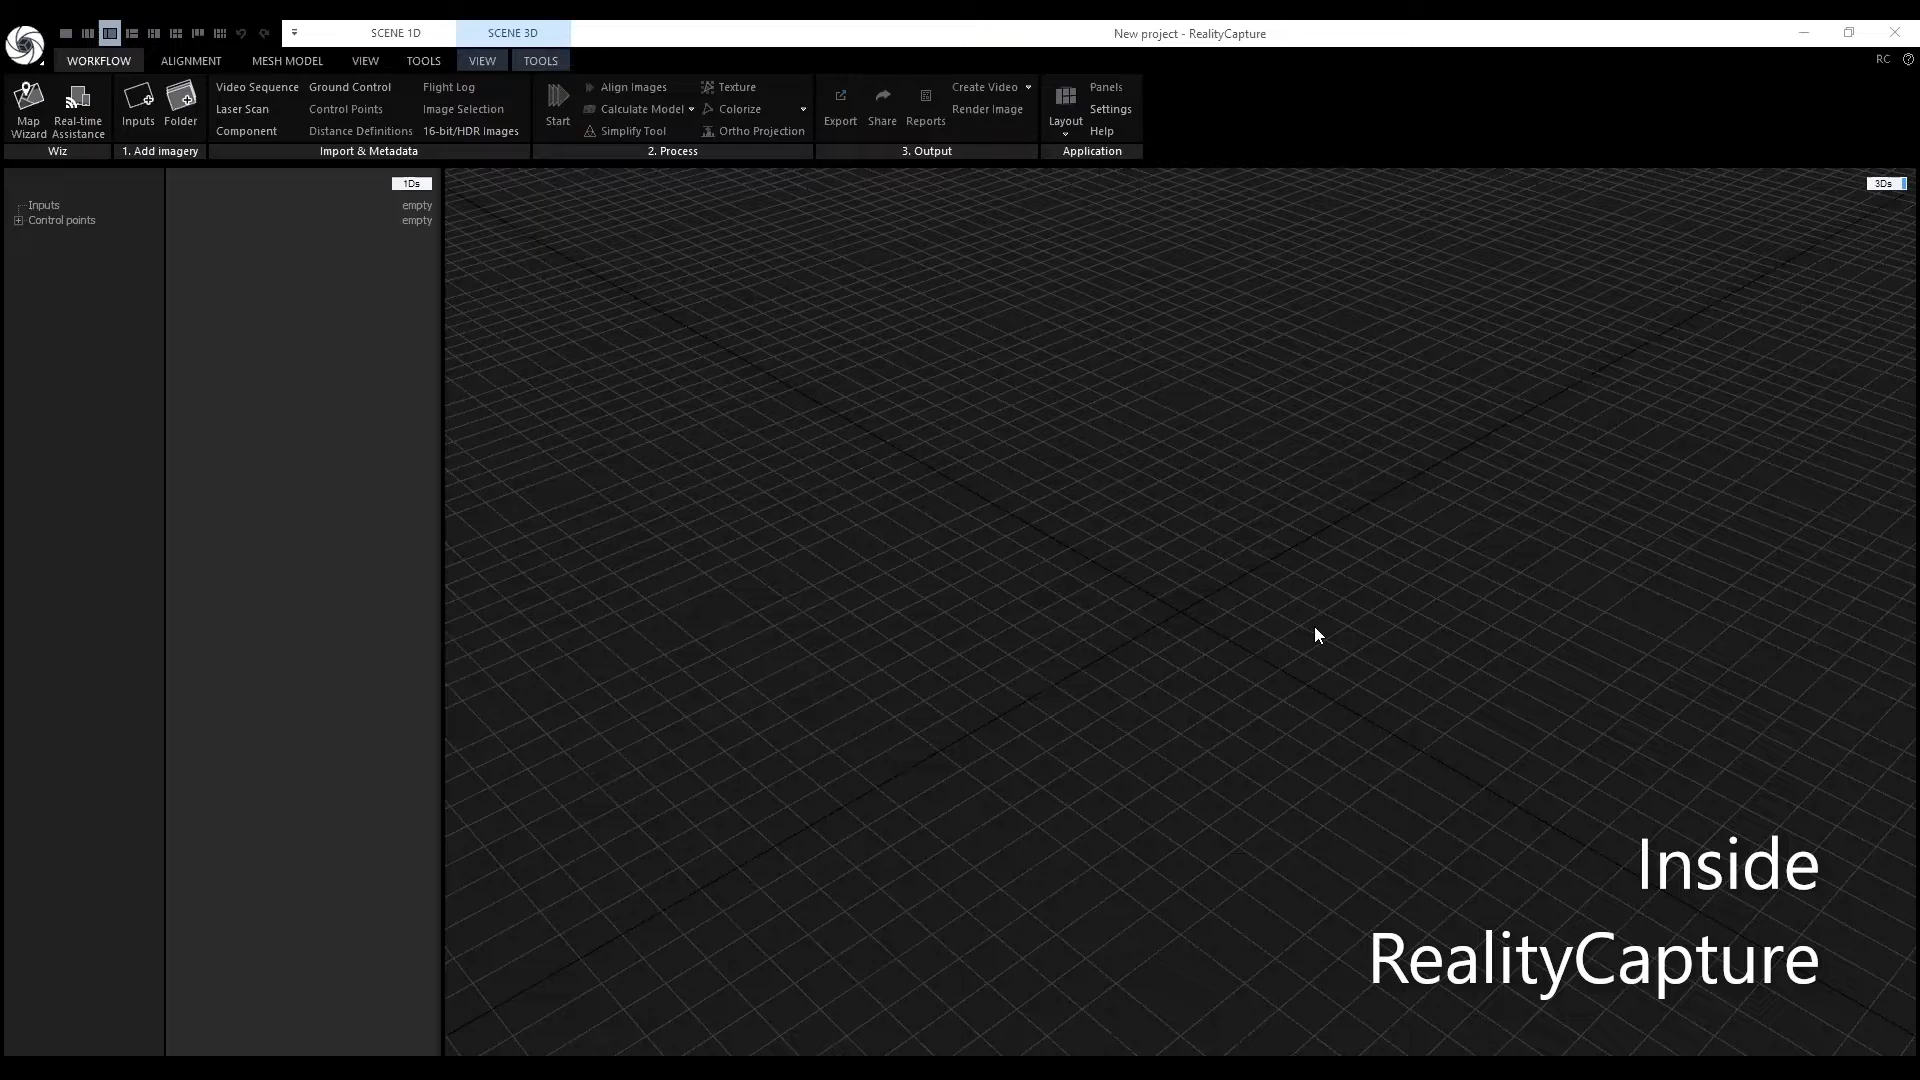 SCENE 1D SCENE 3D New project - RealityCapture
WORKFLOW ALIGNMENT MESH MODEL VIEW TOOLS VIEW TOOLS RC
Map Wizard
Real-time Assistance
Wiz
Inputs Folder
1. Add imagery
Video Sequence Ground Control Flight Log
Laser Scan Control Points Image Selection
Component Distance Definitions 16-bit/HDR Images
Import & Metadata
Start
Align Images Texture
Calculate Model Colorize
Simplify Tool Ortho Projection
2. Process
Export Share Reports
Create Video
Render Image
3. Output
Layout
Panels
Settings
Help
Application
1Ds
Inputs empty
Control points empty
3Ds
Inside
RealityCapture